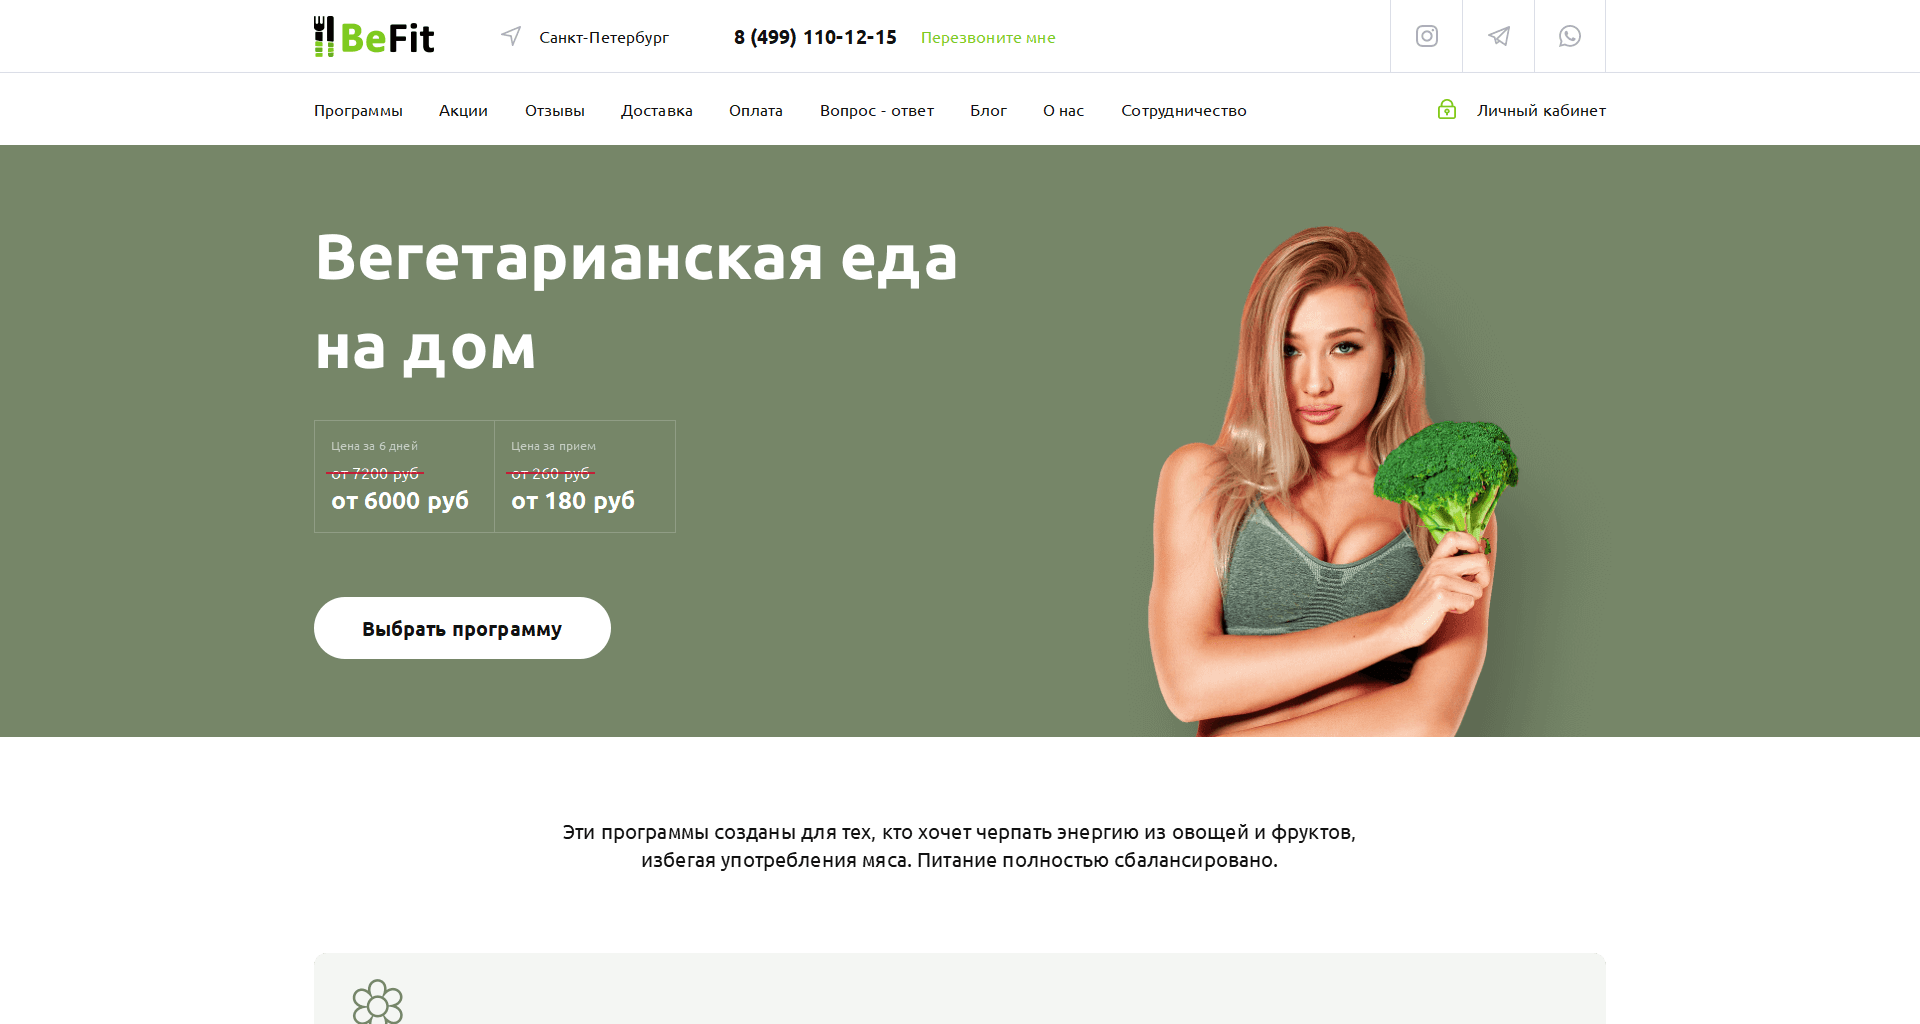 BeFit
Санкт-Петербург
8 (499) 110-12-15
Перезвоните мне
Программы
Акции
Отзывы
Доставка
Оплата
Вопрос - ответ
Блог
О нас
Сотрудничество
Личный кабинет
Вегетарианская еда
на дом
Цена за 6 дней
от 7200 руб
от 6000 руб
Цена за прием
от 260 руб
от 180 руб
Выбрать программу
Эти программы созданы для тех, кто хочет черпать энергию из овощей и фруктов,
избегая употребления мяса. Питание полностью сбалансировано.